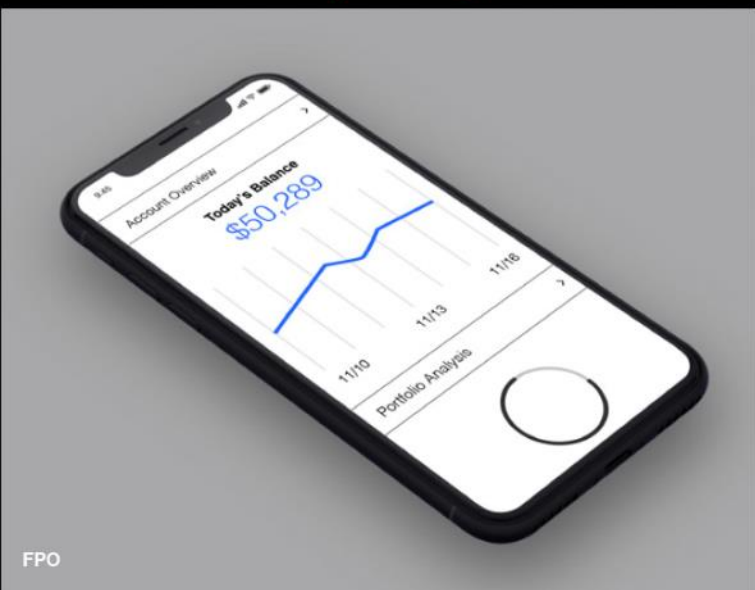 9:45
Account Overview
Today's Balance
$50,289
11/10
11/13
11/16
Portfolio Analysis
FPO